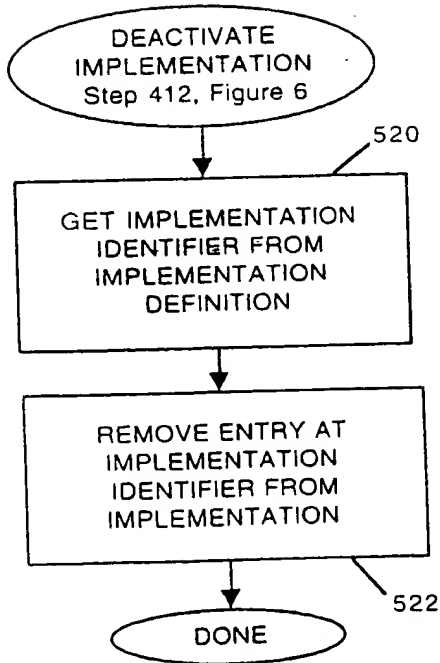 DEACTIVATE
IMPLEMENTATION
Step 412, Figure 6
520
GET IMPLEMENTATION
IDENTIFIER FROM
IMPLEMENTATION
DEFINITION
REMOVE ENTRY AT
IMPLEMENTATION
IDENTIFIER FROM
IMPLEMENTATION
522
DONE